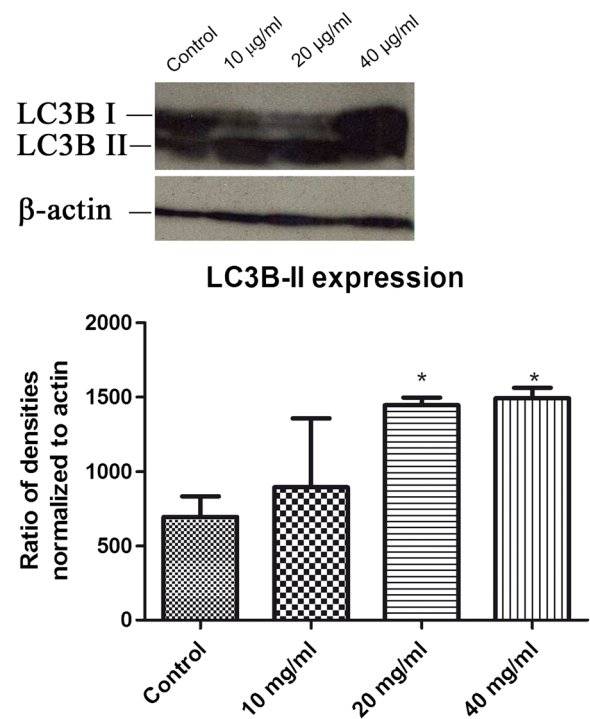 Control 10 µg/ml 20 µg/ml 40 µg/ml
LC3B I
LC3B II
β-actin
LC3B-II expression
Ratio of densities
normalized to actin
2000
1500
1000
500
0
*
*
Control
10 mg/ml
20 mg/ml
40 mg/ml